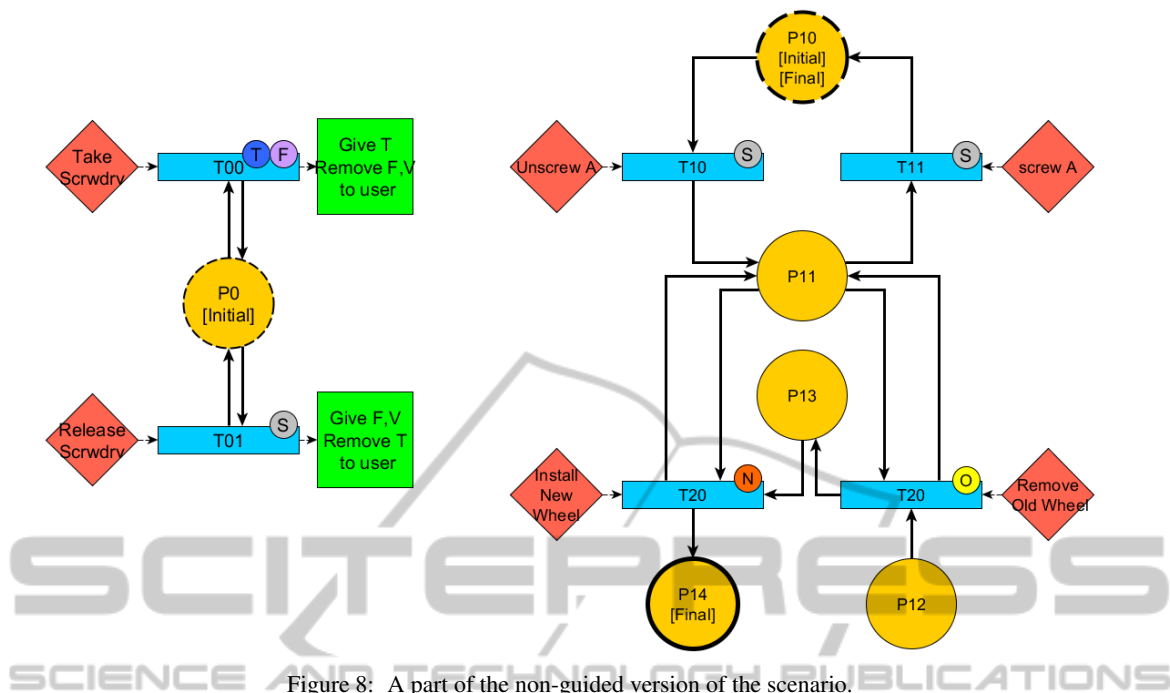 P10
[Initial]
[Final]
Take
Scrwdrv
T00
T
F
Give T
Remove F,V
to user
Unscrew A
T10
S
T11
S
screw A
P0
[Initial]
P11
P13
Release
Scrwdrv
T01
S
Give F,V
Remove T
to user
Install
New
Wheel
T20
N
T20
O
Remove
Old Wheel
P14
[Final]
P12
SCITEPRESS
SCIENCE AND TECHNOLOGY PUBLICATIONS
Figure 8: A part of the non-guided version of the scenario.